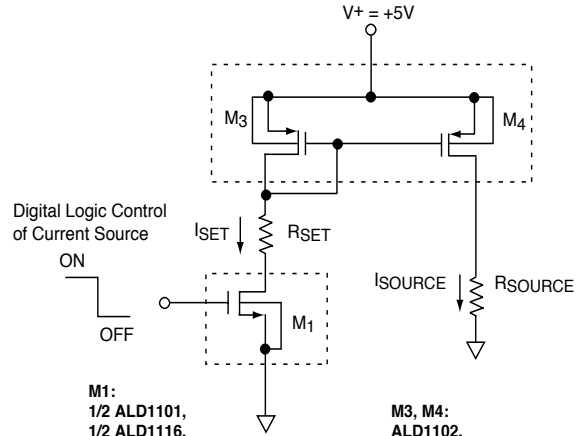 V+ = +5V
M3
M4
Digital Logic Control
of Current Source
ISET
RSET
ON
OFF
ISOURCE
RSOURCE
M1
M1:
1/2 ALD1101,
1/2 ALD1116,
M3, M4:
ALD1102,